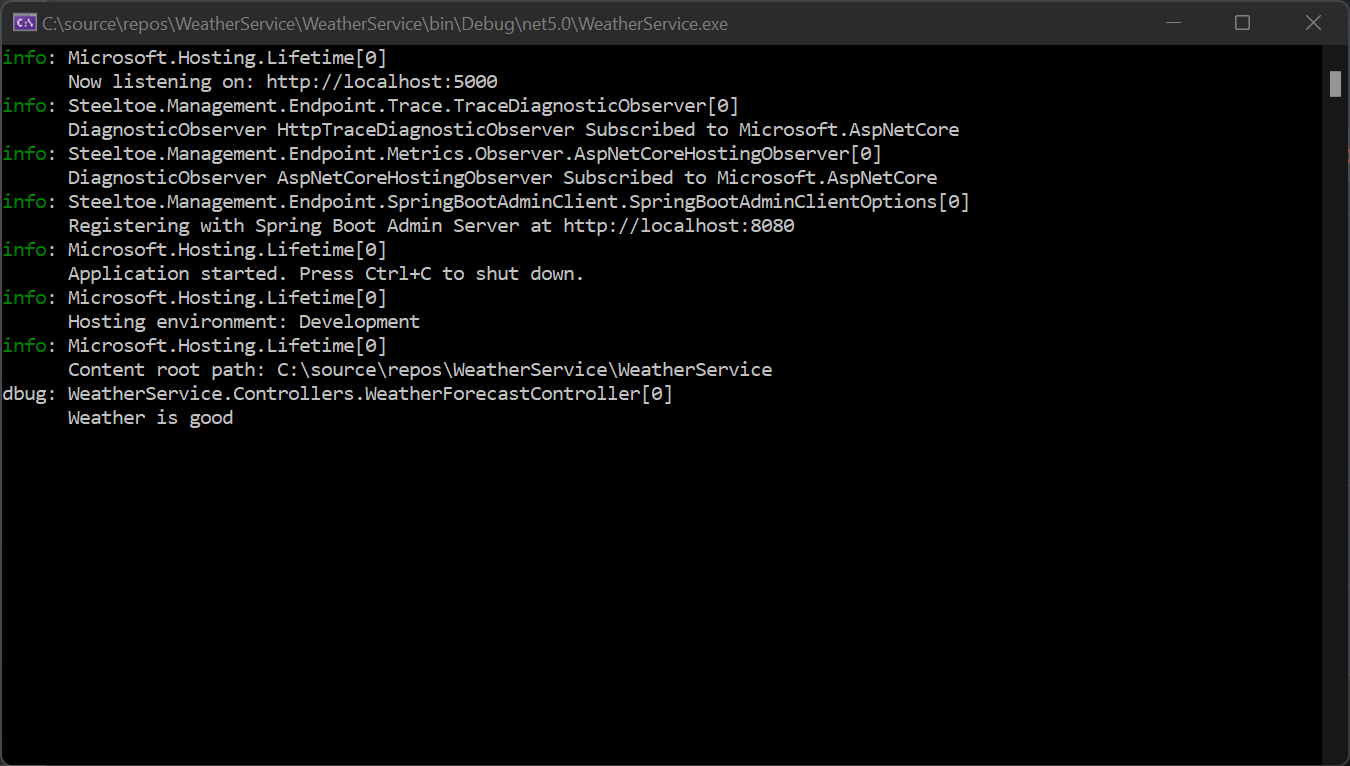 C:\source\repos\WeatherService\WeatherService\bin\Debug\net5.0\WeatherService.exe
info: Microsoft.Hosting.Lifetime[0]
      Now listening on: http://localhost:5000
info: Steeltoe.Management.Endpoint.Trace.TraceDiagnosticObserver[0]
      DiagnosticObserver HttpTraceDiagnosticObserver Subscribed to Microsoft.AspNetCore
info: Steeltoe.Management.Endpoint.Metrics.Observer.AspNetCoreHostingObserver[0]
      DiagnosticObserver AspNetCoreHostingObserver Subscribed to Microsoft.AspNetCore
info: Steeltoe.Management.Endpoint.SpringBootAdminClient.SpringBootAdminClientOptions[0]
      Registering with Spring Boot Admin Server at http://localhost:8080
info: Microsoft.Hosting.Lifetime[0]
      Application started. Press Ctrl+C to shut down.
info: Microsoft.Hosting.Lifetime[0]
      Hosting environment: Development
info: Microsoft.Hosting.Lifetime[0]
      Content root path: C:\source\repos\WeatherService\WeatherService
dbug: WeatherService.Controllers.WeatherForecastController[0]
      Weather is good